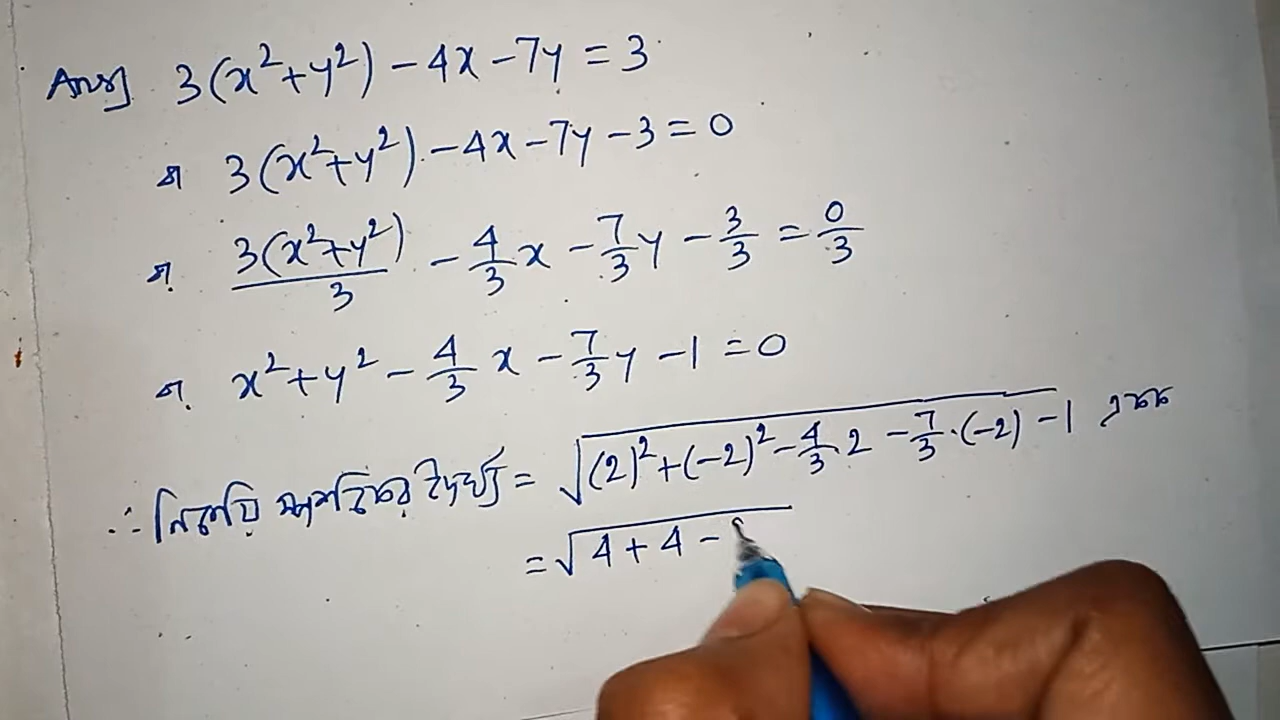 Ans] 3(x²+y²) - 4x - 7y = 3
বা 3(x²+y²) - 4x - 7y - 3 = 0
বা, 3(x²+y²)/3 - 4/3 x - 7/3 y - 3/3 = 0/3
বা, x²+y² - 4/3 x - 7/3 y - 1 = 0
∴ নির্ণেয় স্পর্শকের দৈর্ঘ্য = √((2)²+(-2)² - 4/3·2 - 7/3·(-2) - 1) একক
= √(4 + 4 -